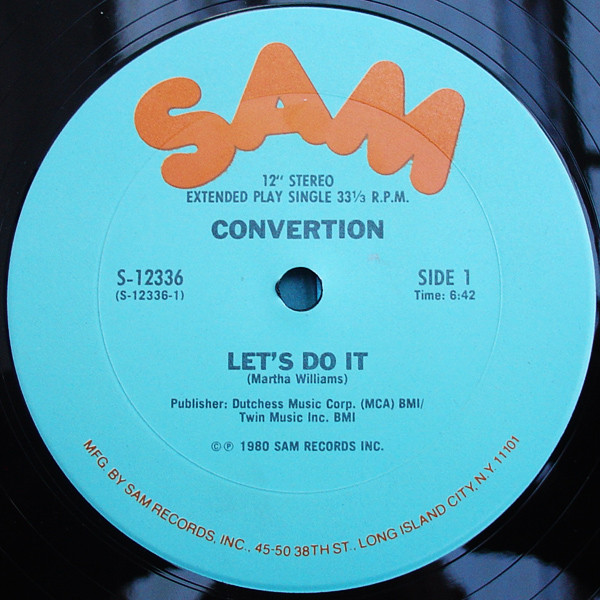 SAM
12" STEREO
EXTENDED PLAY SINGLE 33⅓ R.P.M.
CONVERTION
S-12336
(S-12336-1)
SIDE 1
Time: 6:42
LET'S DO IT
(Martha Williams)
Publisher: Dutchess Music Corp. (MCA) BMI/
Twin Music Inc. BMI
© ℗ 1980 SAM RECORDS INC.
MFG. BY SAM RECORDS, INC., 45-50 38TH ST., LONG ISLAND CITY, N.Y. 11101